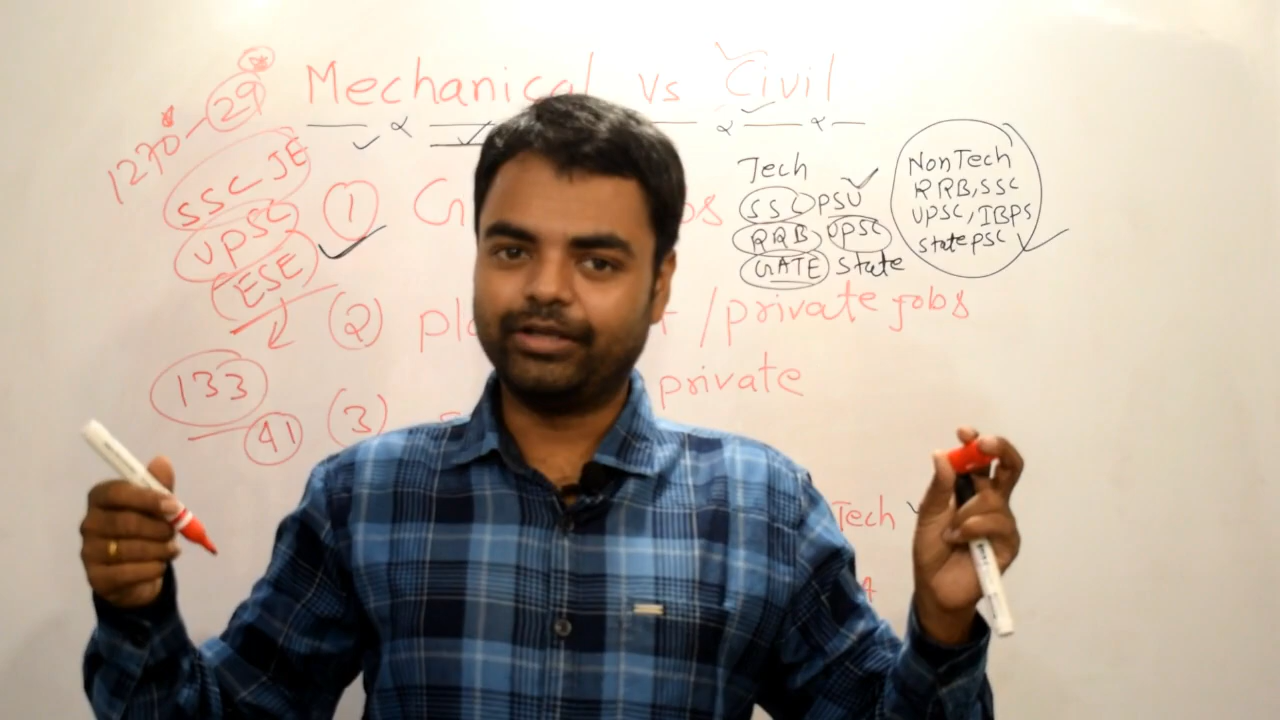 Mechanical Vs Civil
1270 - 29
SSC JE
UPSC
ESE
133
41
(1)
Tech
SSC PSU
RRB UPSC
GATE State
NonTech
RRB, SSC
UPSC, IBPS
State PSC
(2) /private jobs
(3) private
Tech